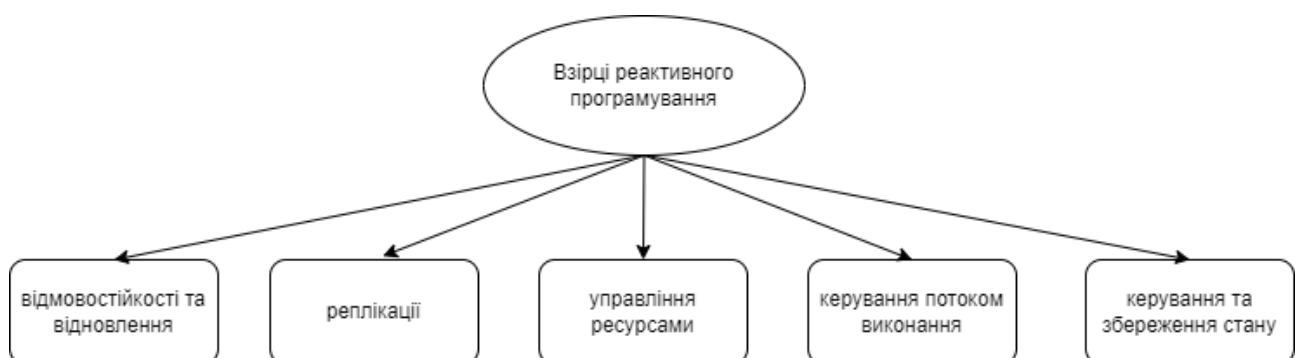 Взірці реактивного
програмування
відмовостійкості та
відновлення
реплікації
управління
ресурсами
керування потоком
виконання
керування та
збереження стану